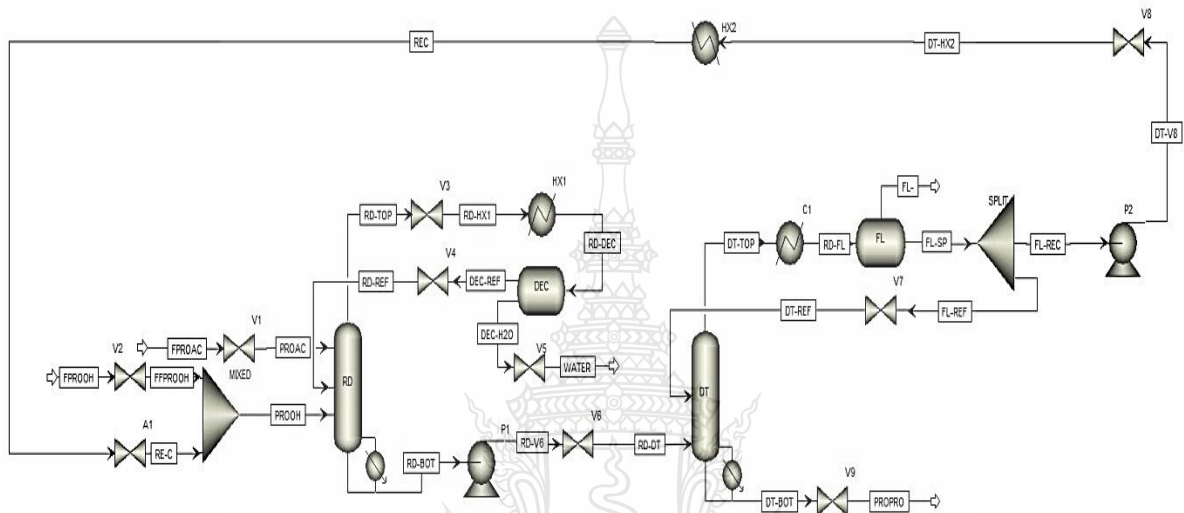 V8
HX2
REC
DT-HX2
DT-V8
V3
HX1
C1
FL-
SPLIT
P2
RD-TOP
RD-HX1
RD-DEC
DT-TOP
RD-FL
FL
FL-SP
FL-REC
V4
RD-REF
DEC-REF
DEC
V7
DT-REF
FL-REF
DEC-H2O
V1
FPROAC
PROAC
V5
WATER
V2
MIXED
FPROOH
FFPROOH
RD
DT
PROOH
A1
RE-C
P1
RD-V6
V6
RD-DT
RD-BOT
V9
DT-BOT
PROPRO